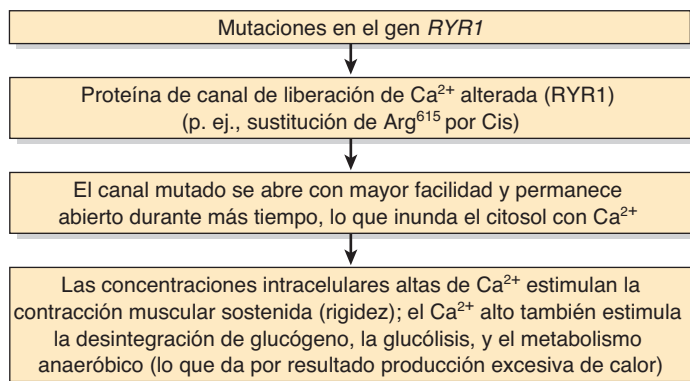 Mutaciones en el gen RYR1
Proteína de canal de liberación de Ca²⁺ alterada (RYR1)
(p. ej., sustitución de Arg⁶¹⁵ por Cis)
El canal mutado se abre con mayor facilidad y permanece
abierto durante más tiempo, lo que inunda el citosol con Ca²⁺
Las concentraciones intracelulares altas de Ca²⁺ estimulan la
contracción muscular sostenida (rigidez); el Ca²⁺ alto también estimula
la desintegración de glucógeno, la glucólisis, y el metabolismo
anaeróbico (lo que da por resultado producción excesiva de calor)